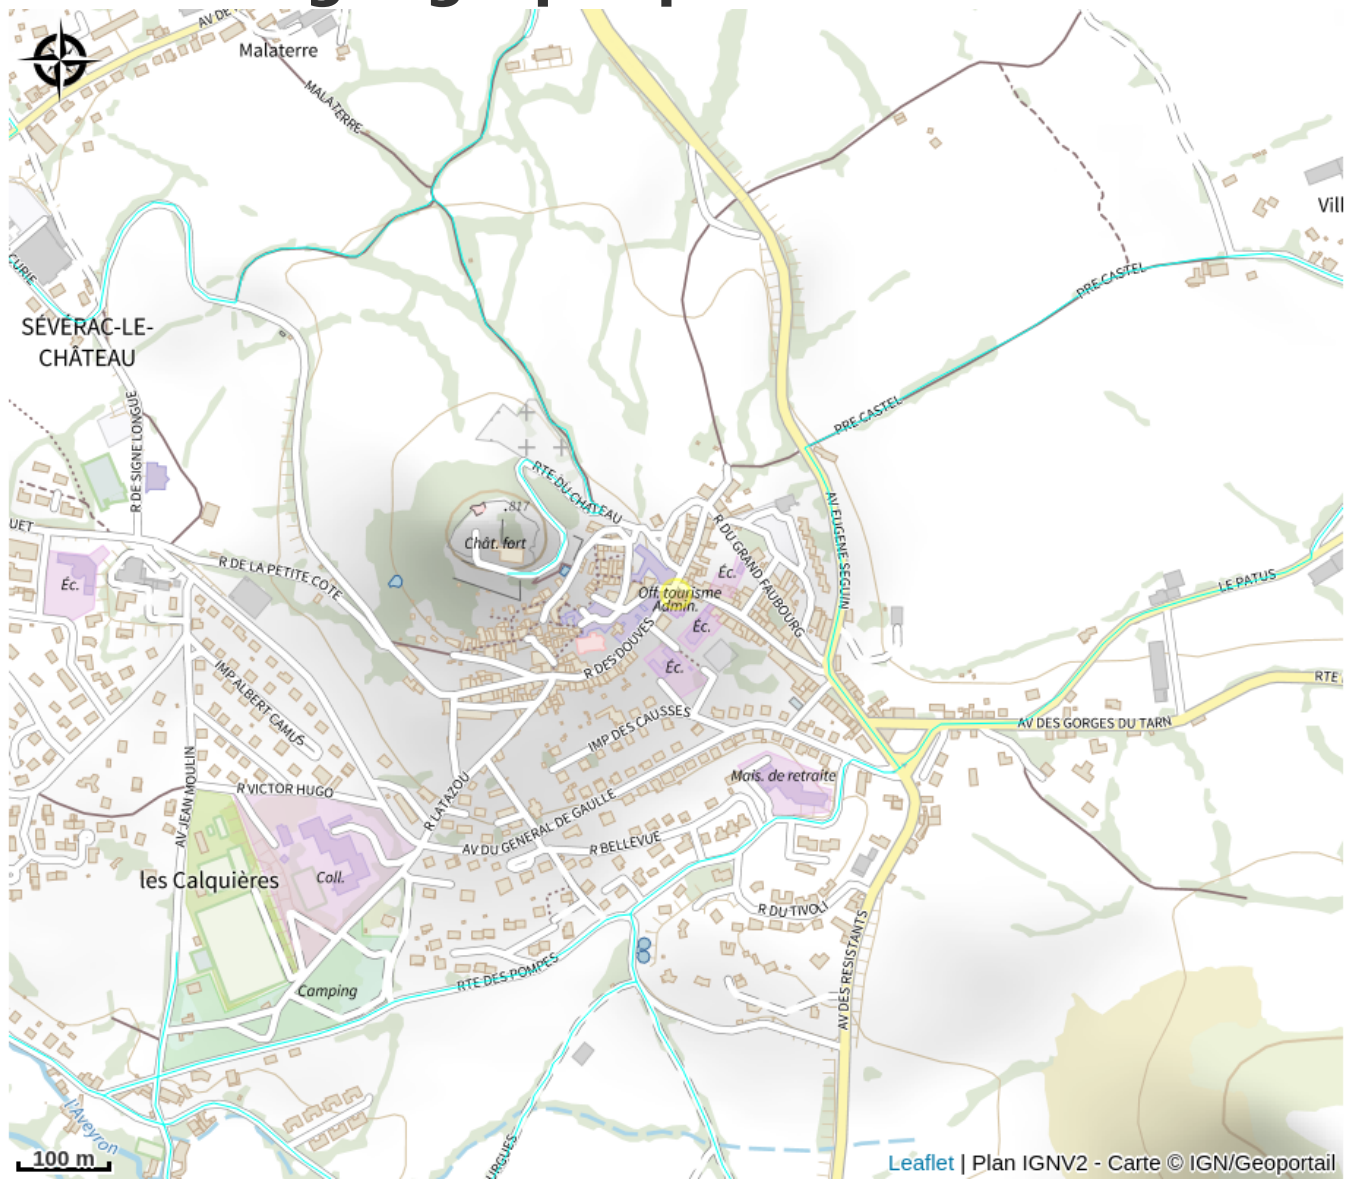 AV DE
Malaterre
MALATERRE
Vill
CURIE
PRE CASTEL
SÉVÉRAC-LE-
CHÂTEAU
PRE CASTEL
R DE SIGNE LONGUE
RTE DU CHATEAU
817
AV EUGENE SEGUIN
R DU GRAND FAUBOURG
UET
Chât. fort
R DE LA PETITE COTE
Éc.
Éc.
LE PATUS
Off. tourisme
Admin.
Éc.
R DES DOUVES
Éc.
IMP ALBERT CAMUS
RTE
IMP DES CAUSSES
AV DES GORGES DU TARN
Mais. de retraite
AV JEAN MOULIN
R VICTOR HUGO
R LATAZOU
AV DU GENERAL DE GAULLE
R BELLEVUE
les Calquières
Coll.
R DU TIVOLI
AV DES RESISTANTS
RTE DES POMPES
Camping
l'Aveyron
URGUES
100 m
Leaflet | Plan IGNV2 - Carte © IGN/Geoportail